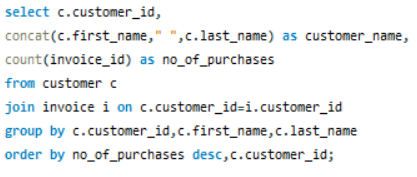 select c.customer_id,
concat(c.first_name," ",c.last_name) as customer_name,
count(invoice_id) as no_of_purchases
from customer c
join invoice i on c.customer_id=i.customer_id
group by c.customer_id,c.first_name,c.last_name
order by no_of_purchases desc,c.customer_id;